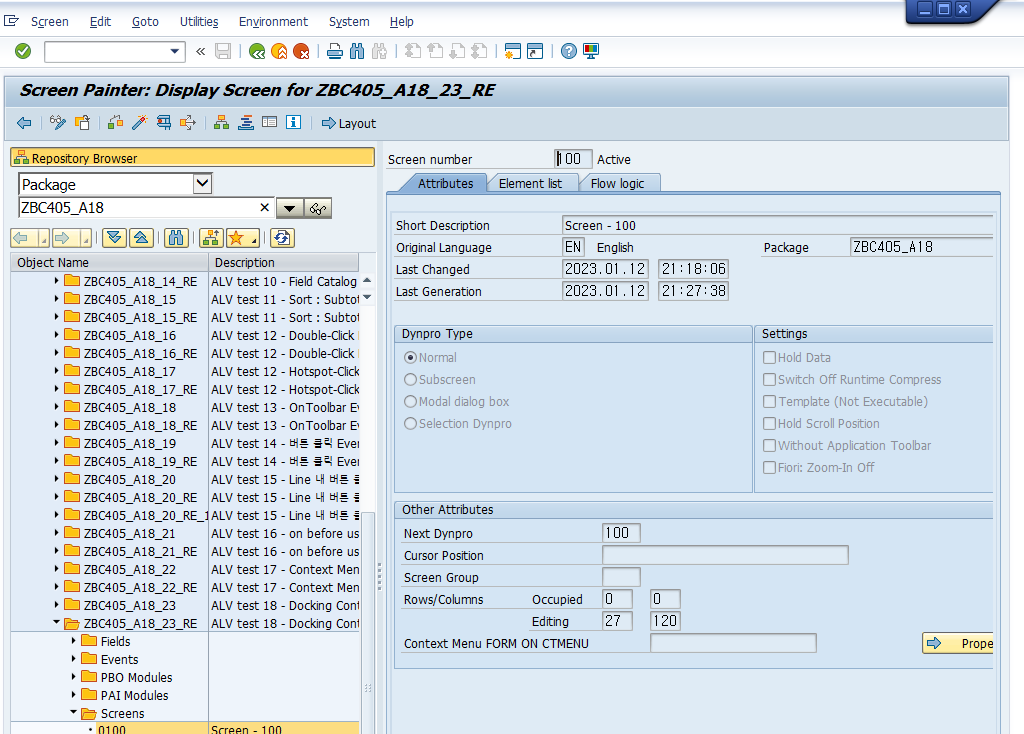 Screen Edit Goto Utilities Environment System Help
Screen Painter: Display Screen for ZBC405_A18_23_RE
Layout
Repository Browser
Package
ZBC405_A18
Object Name Description
ZBC405_A18_14_RE ALV test 10 - Field Catalog
ZBC405_A18_15 ALV test 11 - Sort : Subtot
ZBC405_A18_15_RE ALV test 11 - Sort : Subtot
ZBC405_A18_16 ALV test 12 - Double-Click
ZBC405_A18_16_RE ALV test 12 - Double-Click
ZBC405_A18_17 ALV test 12 - Hotspot-Click
ZBC405_A18_17_RE ALV test 12 - Hotspot-Click
ZBC405_A18_18 ALV test 13 - OnToolbar Ev
ZBC405_A18_18_RE ALV test 13 - OnToolbar Ev
ZBC405_A18_19 ALV test 14 - 버튼 클릭 Ever
ZBC405_A18_19_RE ALV test 14 - 버튼 클릭 Ever
ZBC405_A18_20 ALV test 15 - Line 내 버튼 클
ZBC405_A18_20_RE ALV test 15 - Line 내 버튼 클
ZBC405_A18_20_RE_1 ALV test 15 - Line 내 버튼 클
ZBC405_A18_21 ALV test 16 - on before us
ZBC405_A18_21_RE ALV test 16 - on before us
ZBC405_A18_22 ALV test 17 - Context Men
ZBC405_A18_22_RE ALV test 17 - Context Men
ZBC405_A18_23 ALV test 18 - Docking Cont
ZBC405_A18_23_RE ALV test 18 - Docking Cont
Fields
Events
PBO Modules
PAI Modules
Screens
0100 Screen - 100
Screen number 100 Active
Attributes Element list Flow logic
Short Description Screen - 100
Original Language EN English Package ZBC405_A18
Last Changed 2023.01.12 21:18:06
Last Generation 2023.01.12 21:27:38
Dynpro Type
Normal
Subscreen
Modal dialog box
Selection Dynpro
Settings
Hold Data
Switch Off Runtime Compress
Template (Not Executable)
Hold Scroll Position
Without Application Toolbar
Fiori: Zoom-In Off
Other Attributes
Next Dynpro 100
Cursor Position
Screen Group
Rows/Columns Occupied 0 0
Editing 27 120
Context Menu FORM ON CTMENU Prope